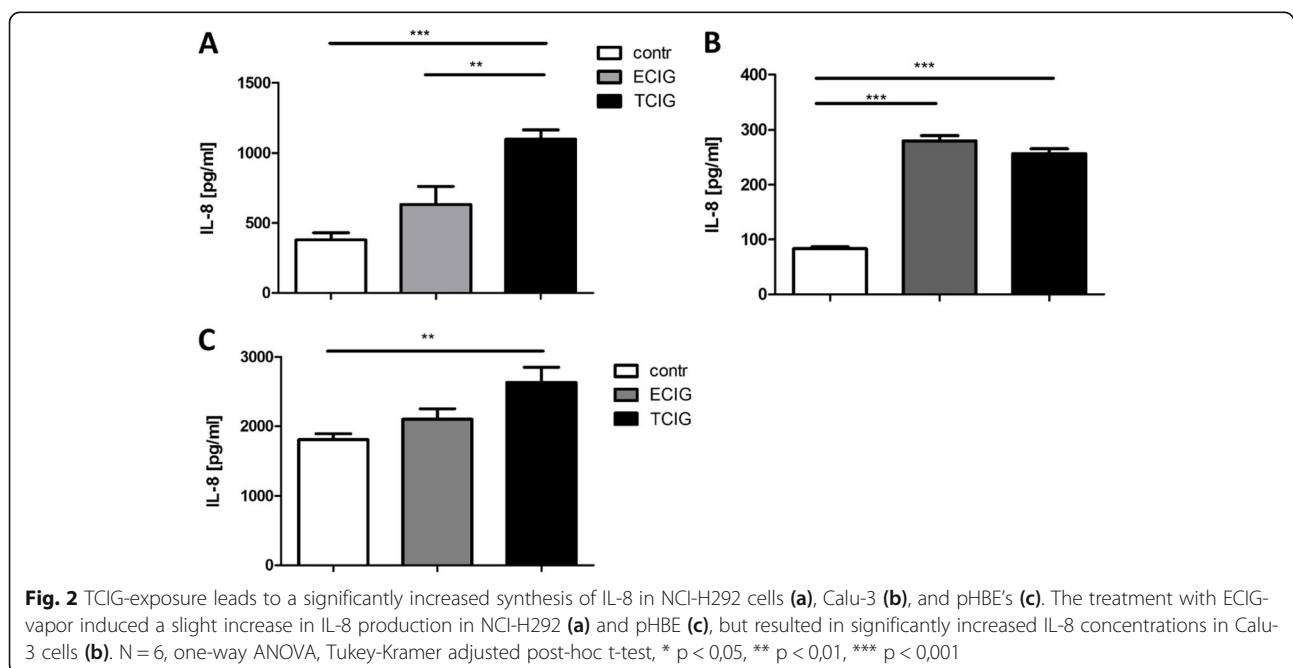 A
***
**
contr
ECIG
TCIG
IL-8 [pg/ml]
1500
1000
500
0
B
***
***
IL-8 [pg/ml]
400
300
200
100
0
C
**
contr
ECIG
TCIG
IL-8 [pg/ml]
3000
2000
1000
0
Fig. 2 TCIG-exposure leads to a significantly increased synthesis of IL-8 in NCI-H292 cells (a), Calu-3 (b), and pHBE's (c). The treatment with ECIG-
vapor induced a slight increase in IL-8 production in NCI-H292 (a) and pHBE (c), but resulted in significantly increased IL-8 concentrations in Calu-
3 cells (b). N = 6, one-way ANOVA, Tukey-Kramer adjusted post-hoc t-test, * p < 0,05, ** p < 0,01, *** p < 0,001